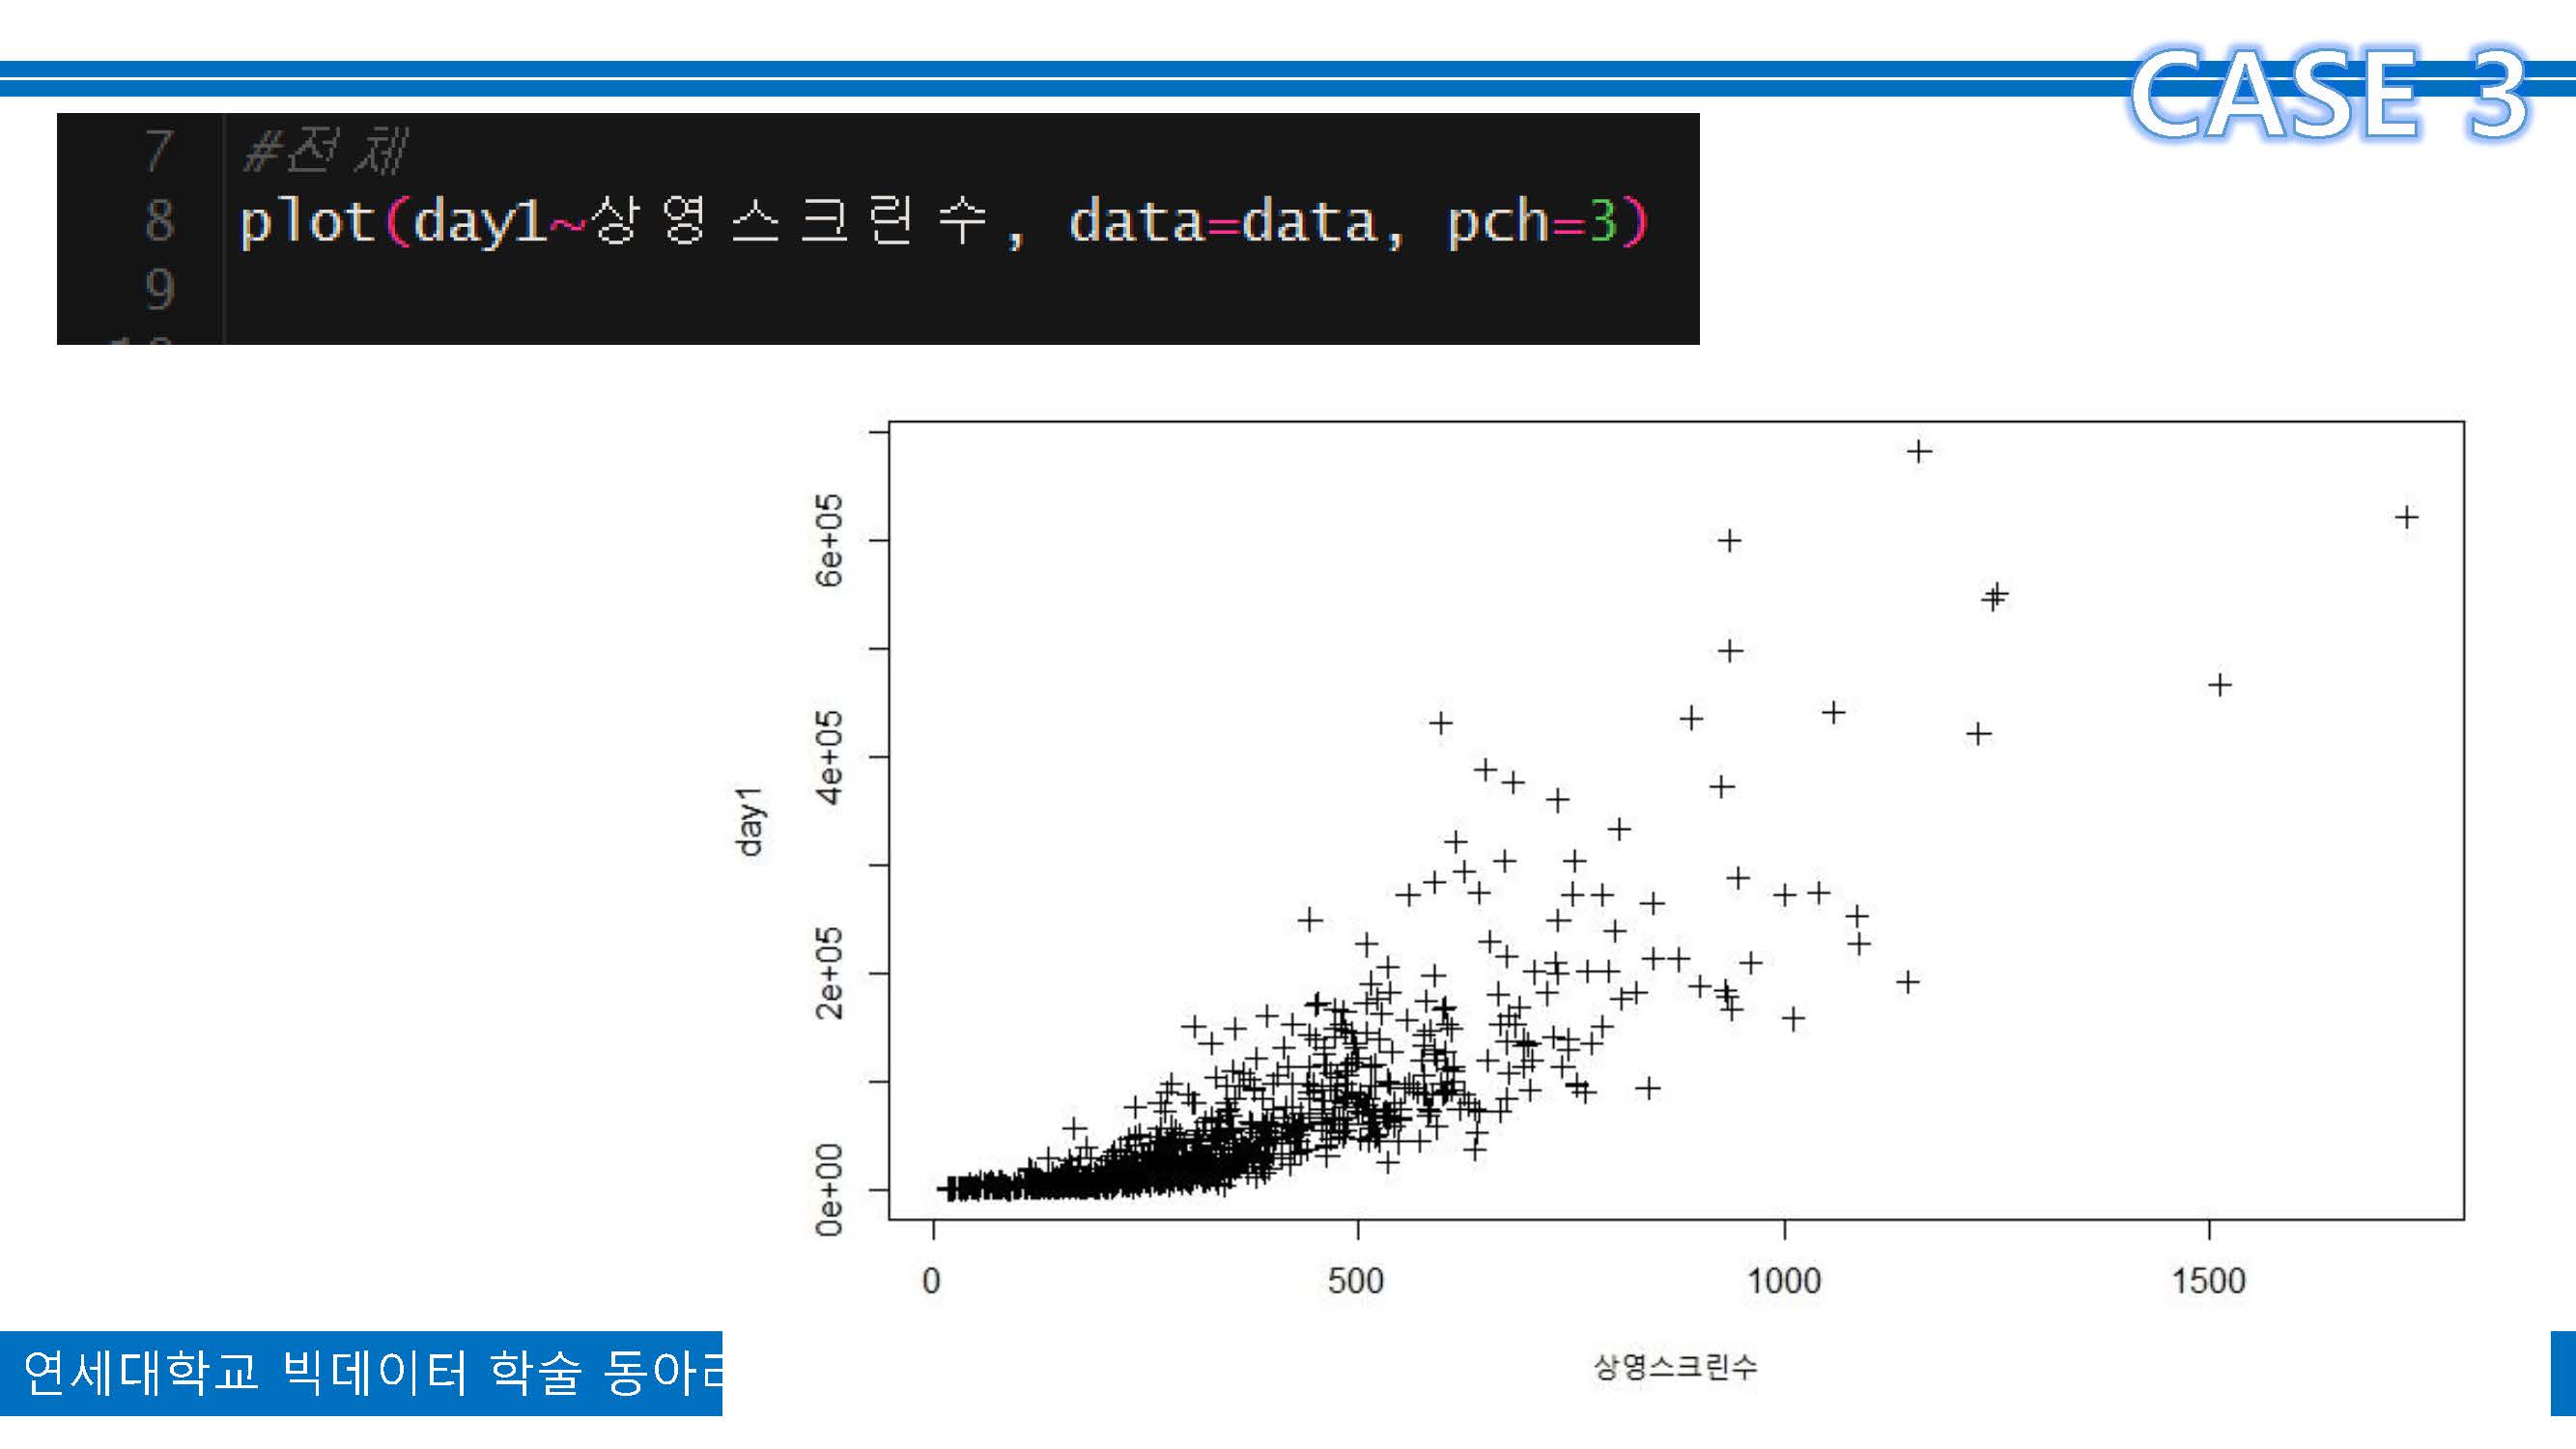 CASE 3
7 #전체
8 plot(day1~상영스크린수, data=data, pch=3)
9
6e+05
4e+05
2e+05
0e+00
day1
0 500 1000 1500
상영스크린수
연세대학교 빅데이터 학술 동아리